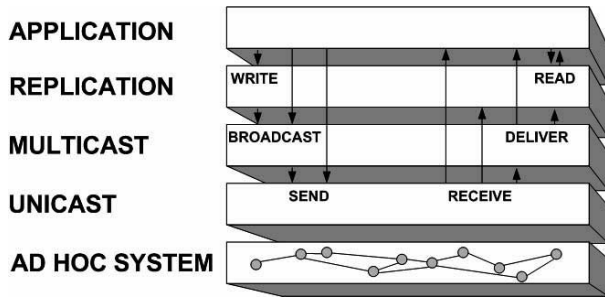 APPLICATION
REPLICATION
WRITE
READ
MULTICAST
BROADCAST
DELIVER
UNICAST
SEND
RECEIVE
AD HOC SYSTEM